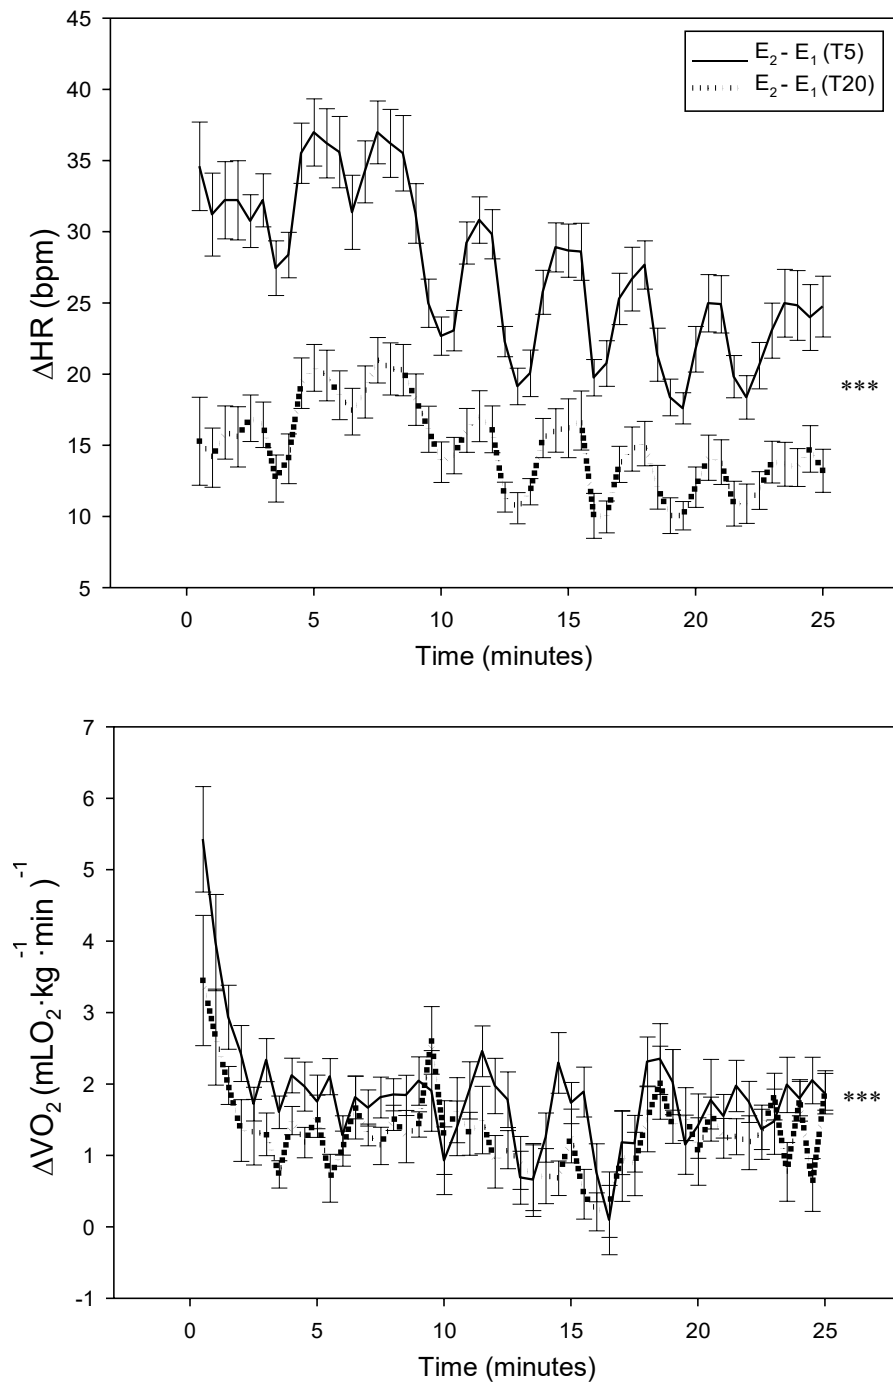 45
40
35
30
25
20
15
10
5
ΔHR (bpm)
E₂ - E₁ (T5)
E₂ - E₁ (T20)
***
0 5 10 15 20 25
Time (minutes)
7
6
5
4
3
2
1
0
-1
ΔVO₂ (mLO₂·kg⁻¹·min)⁻¹
***
0 5 10 15 20 25
Time (minutes)